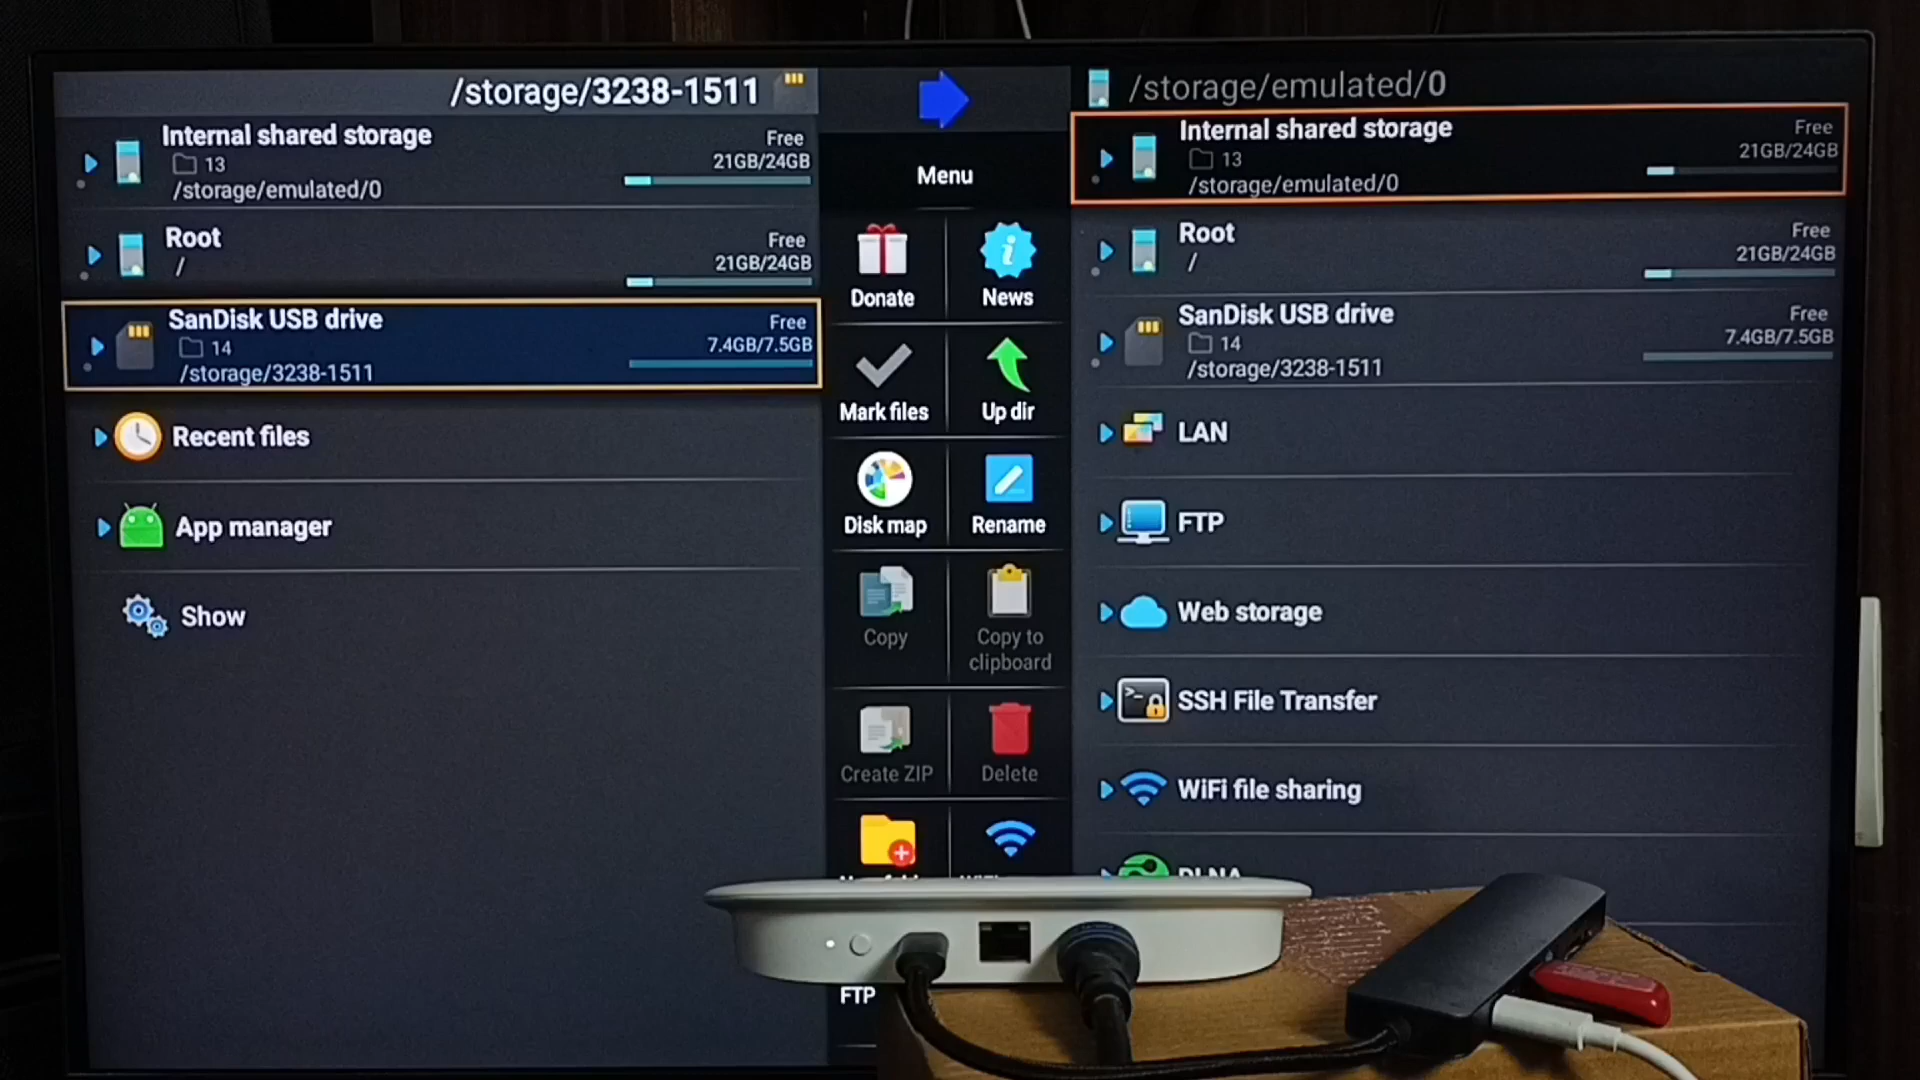 /storage/3238-1511
Internal shared storage
Free
13
21GB/24GB
/storage/emulated/0
Root
Free
/
21GB/24GB
SanDisk USB drive
Free
14
7.4GB/7.5GB
/storage/3238-1511
Recent files
App manager
Show
Menu
Donate
News
Mark files
Up dir
Disk map
Rename
Copy
Copy to
clipboard
Create ZIP
Delete
FTP
/storage/emulated/0
Internal shared storage
Free
13
21GB/24GB
/storage/emulated/0
Root
Free
/
21GB/24GB
SanDisk USB drive
Free
14
7.4GB/7.5GB
/storage/3238-1511
LAN
FTP
Web storage
SSH File Transfer
WiFi file sharing
DLNA